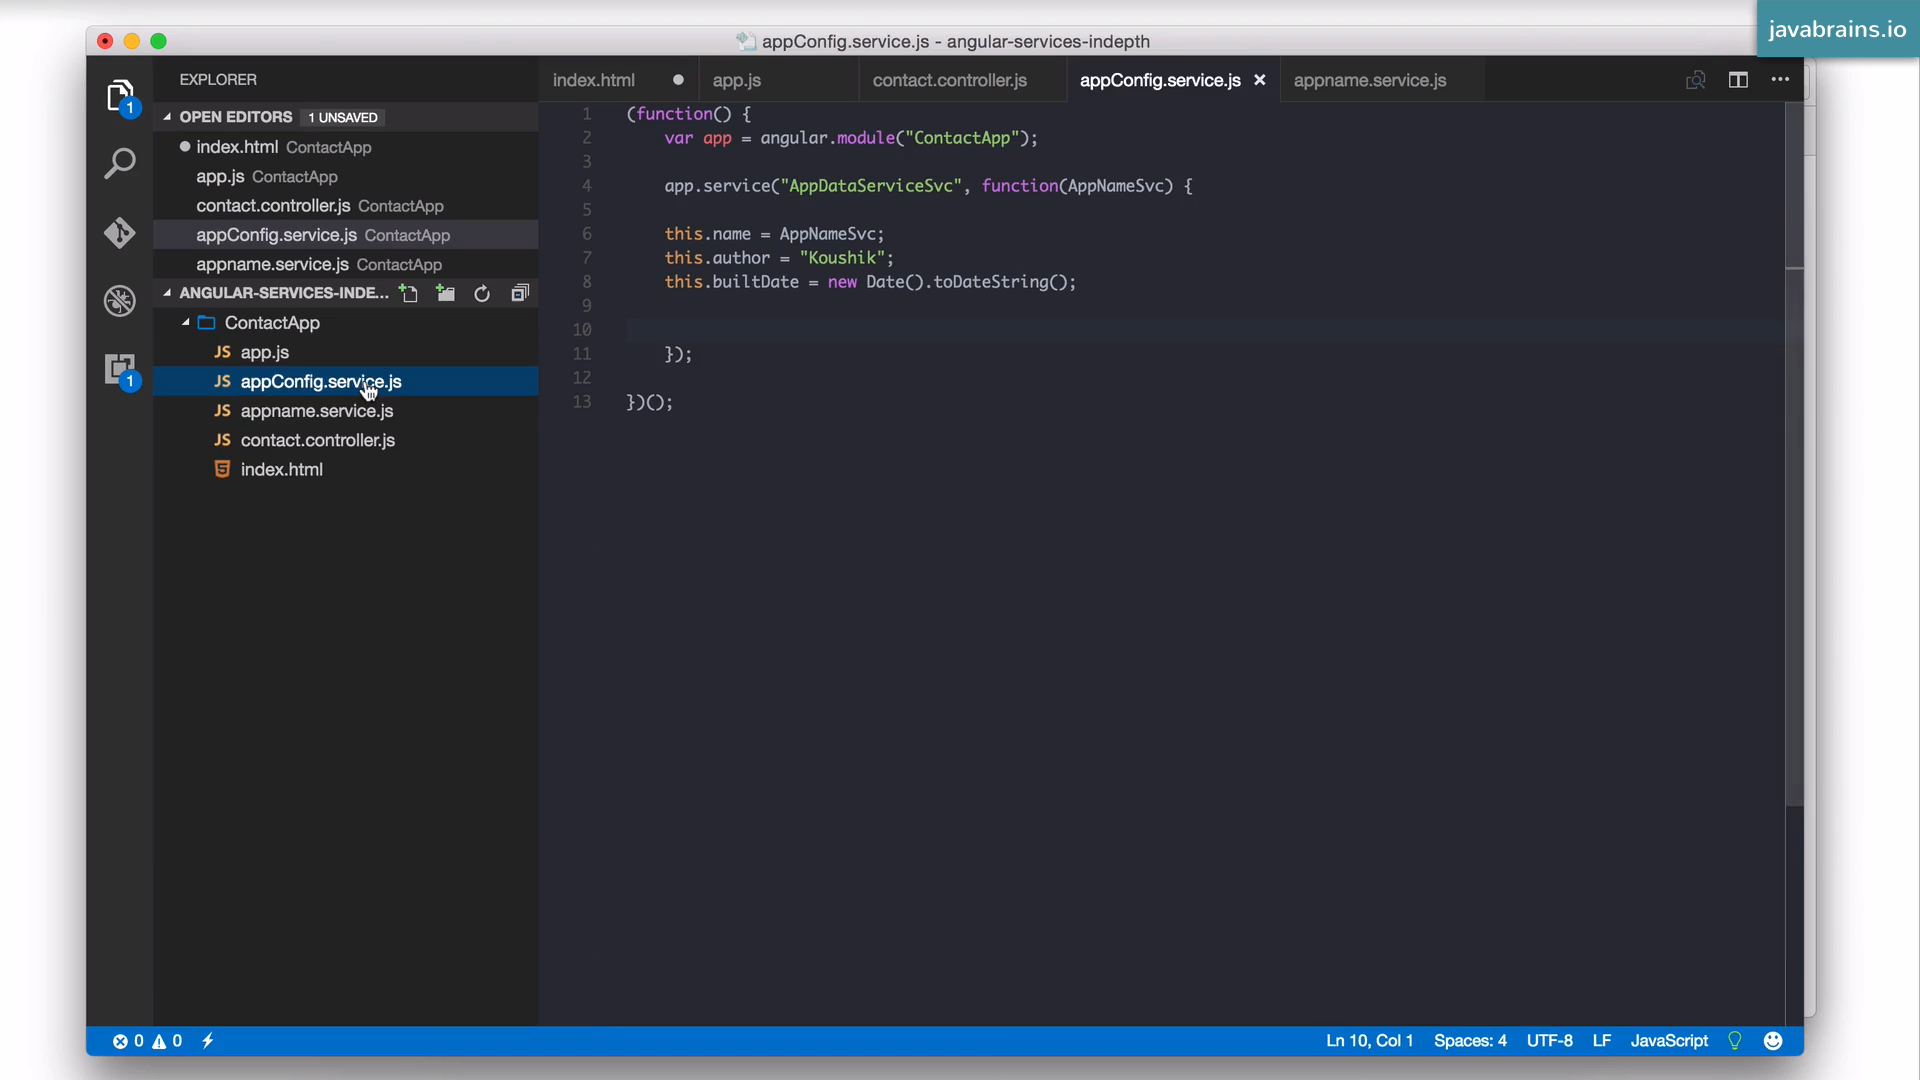 javabrains.io
appConfig.service.js - angular-services-indepth
EXPLORER
index.html
app.js
contact.controller.js
appConfig.service.js
appname.service.js
1
OPEN EDITORS 1 UNSAVED
index.html ContactApp
app.js ContactApp
contact.controller.js ContactApp
appConfig.service.js ContactApp
appname.service.js ContactApp
ANGULAR-SERVICES-INDE...
ContactApp
JS app.js
1
JS appConfig.service.js
JS appname.service.js
JS contact.controller.js
5 index.html
1 (function() {
2 var app = angular.module("ContactApp");
3
4 app.service("AppDataServiceSvc", function(AppNameSvc) {
5
6 this.name = AppNameSvc;
7 this.author = "Koushik";
8 this.builtDate = new Date().toDateString();
9
10
11 });
12
13 })();
0 0
Ln 10, Col 1 Spaces: 4 UTF-8 LF JavaScript